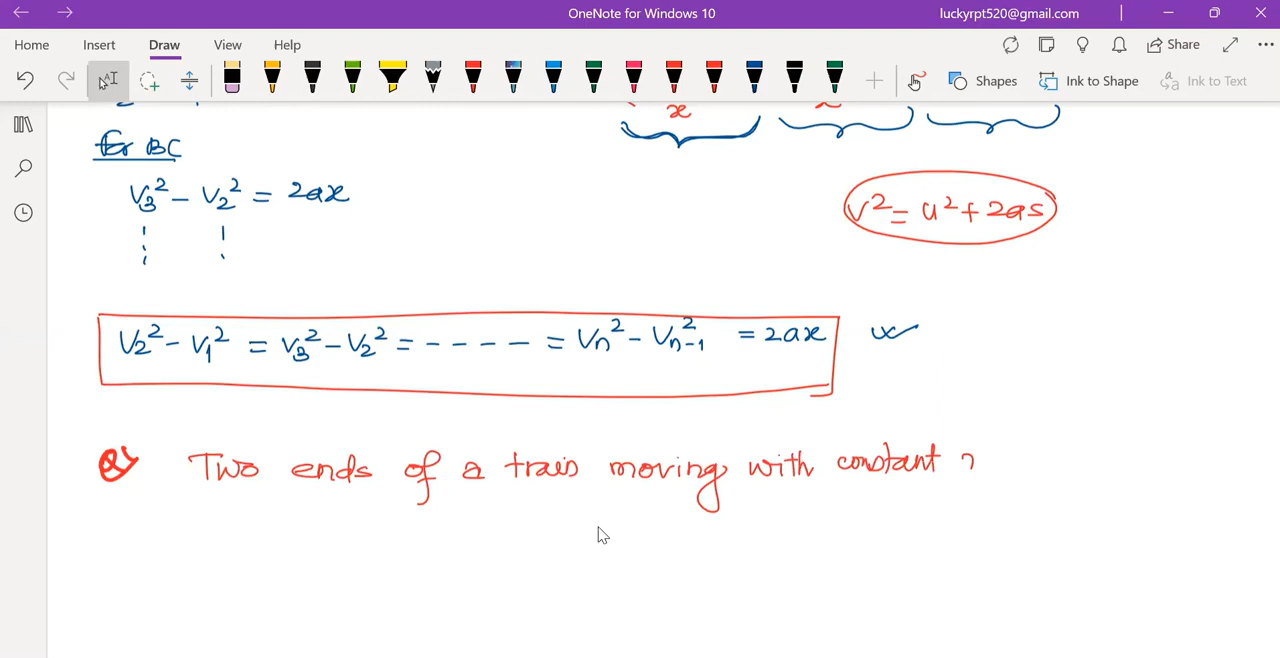 OneNote for Windows 10
luckyrpt520@gmail.com
Home Insert Draw View Help
Share
Shapes Ink to Shape Ink to Text
x
for BC
V₃² - V₂² = 2ax
V² = u² + 2as
V₂² - V₁² = V₃² - V₂² = - - - - - = Vn² - Vn-1² = 2ax
Q) Two ends of a train moving with constant